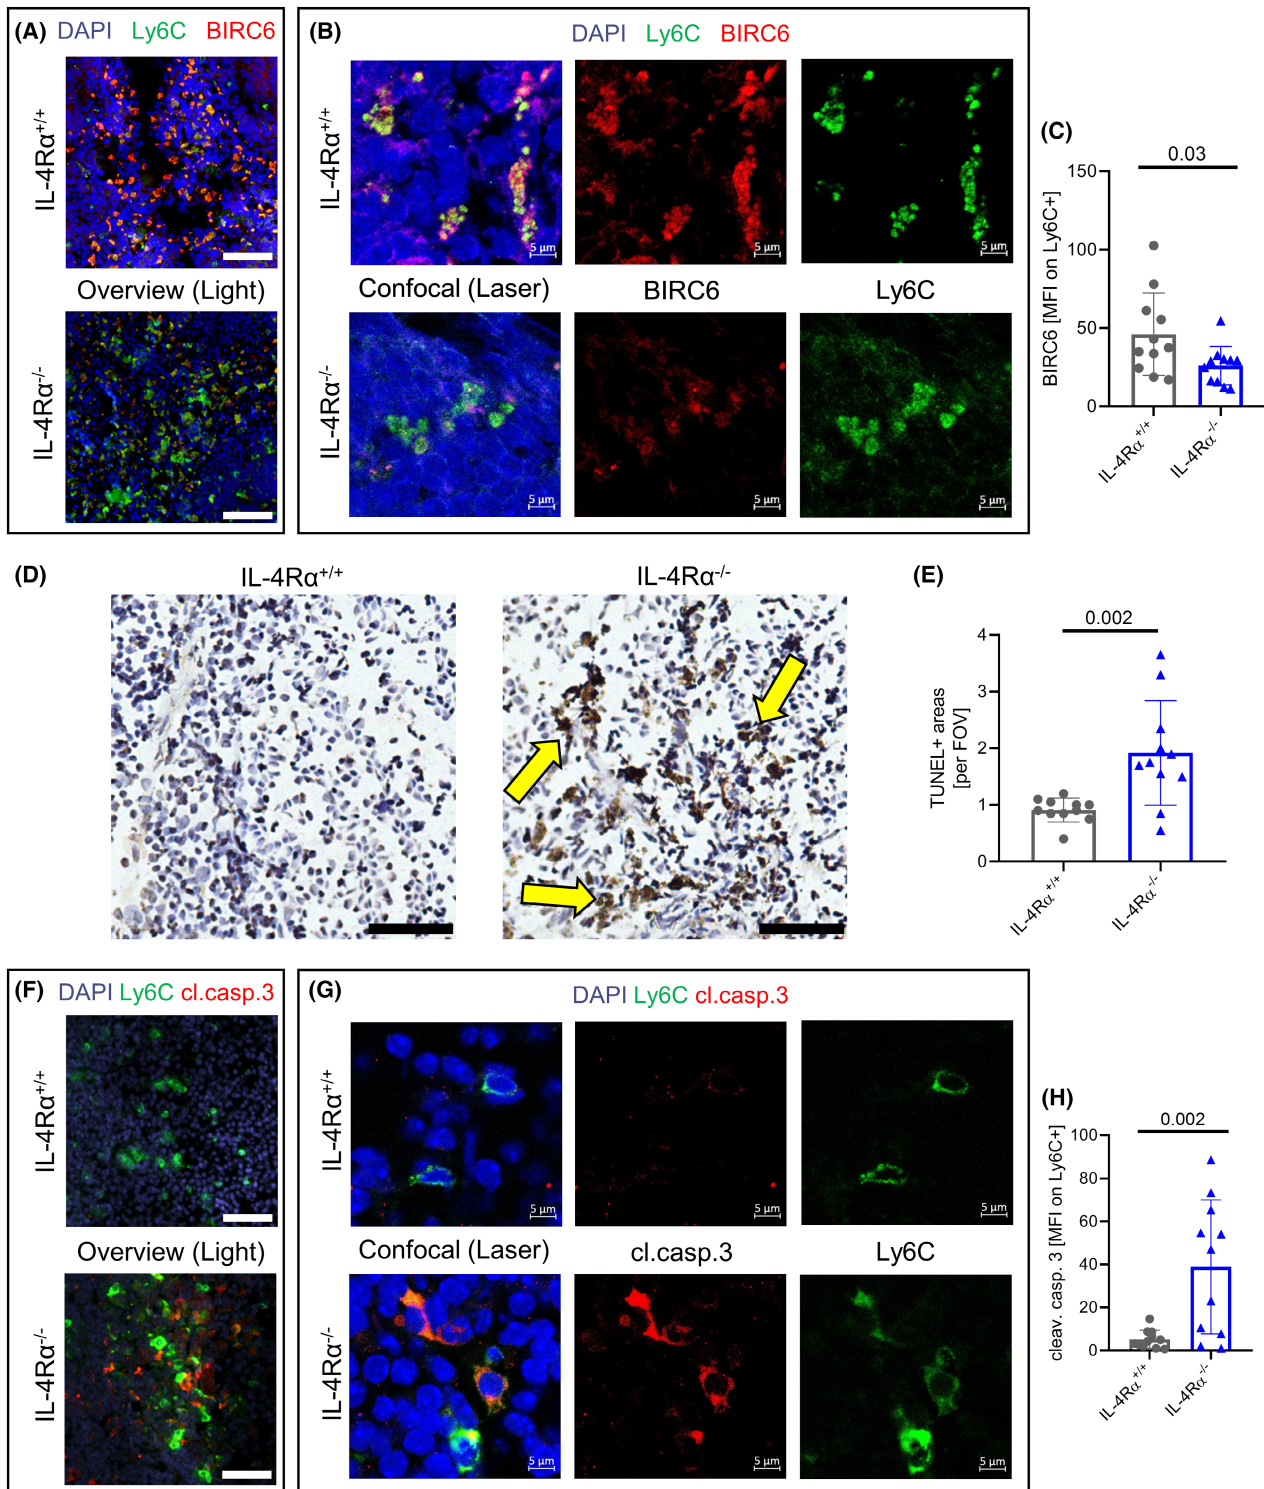 (A) DAPI Ly6C BIRC6
IL-4Rα+/+
Overview (Light)
IL-4Rα-/-
(B) DAPI Ly6C BIRC6
IL-4Rα+/+
5 µm
5 µm
5 µm
Confocal (Laser) BIRC6 Ly6C
IL-4Rα-/-
5 µm
5 µm
5 µm
(C)
0.03
BIRC6 [MFI on Ly6C+]
150
100
50
0
IL-4Rα+/+
IL-4Rα-/-
(D) IL-4Rα+/+ IL-4Rα-/-
(E)
0.002
TUNEL+ areas
[per FOV]
4
3
2
1
0
IL-4Rα+/+
IL-4Rα-/-
(F) DAPI Ly6C cl.casp.3
IL-4Rα+/+
Overview (Light)
IL-4Rα-/-
(G) DAPI Ly6C cl.casp.3
IL-4Rα+/+
5 µm
5 µm
5 µm
Confocal (Laser) cl.casp.3 Ly6C
IL-4Rα-/-
5 µm
5 µm
5 µm
(H)
0.002
cleav. casp. 3 [MFI on Ly6C+]
100
80
60
40
20
0
IL-4Rα+/+
IL-4Rα-/-